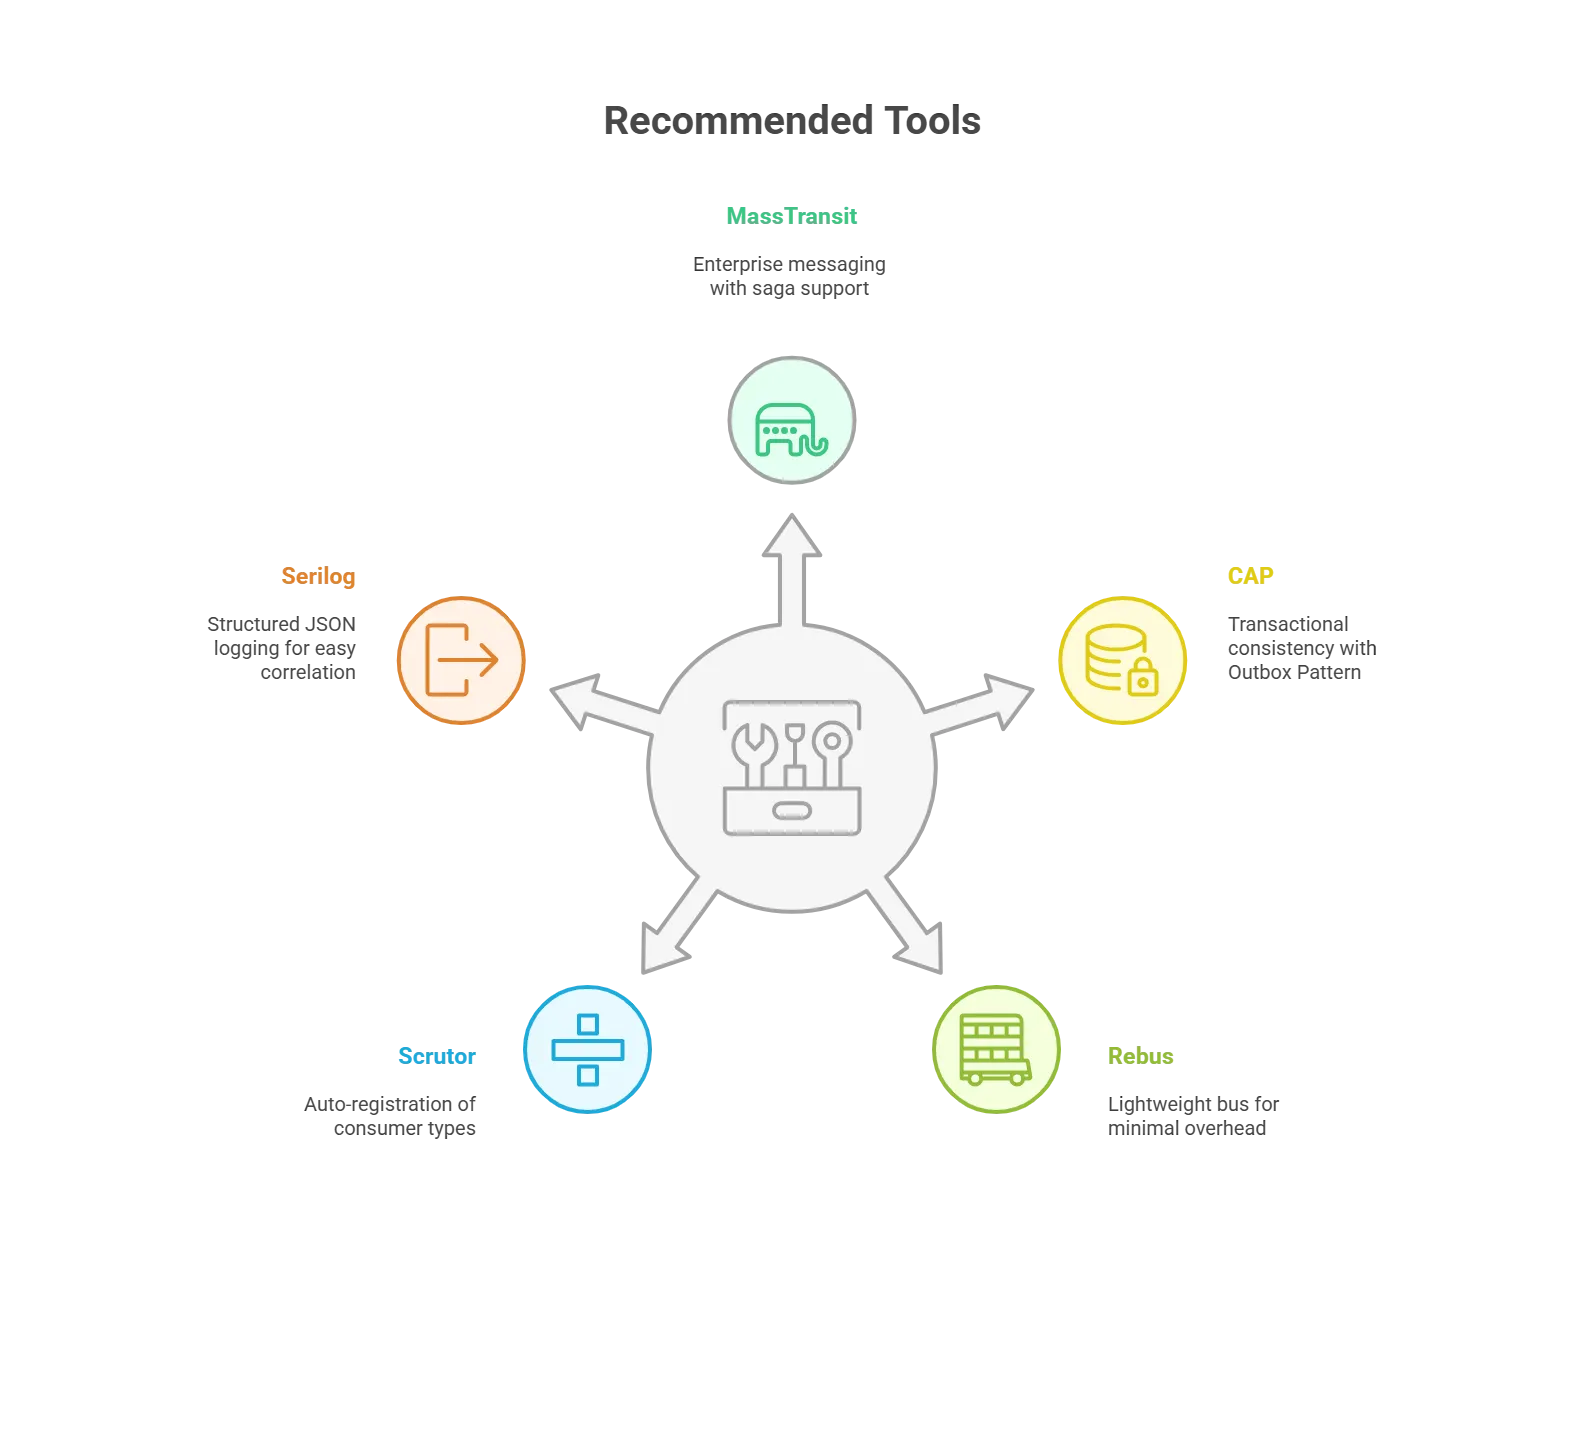 Recommended Tools
MassTransit
Enterprise messaging
with saga support
Serilog
Structured JSON
logging for easy
correlation
CAP
Transactional
consistency with
Outbox Pattern
Scrutor
Auto-registration of
consumer types
Rebus
Lightweight bus for
minimal overhead